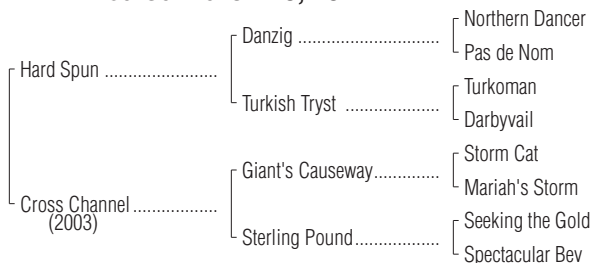 Northern Dancer
Danzig ................................
Pas de Nom
Hard Spun .........................
Turkoman
Turkish Tryst .....................
Darbyvail
Storm Cat
Giant's Causeway...............
Mariah's Storm
Cross Channel ...................
(2003)
Seeking the Gold
Sterling Pound...................
Spectacular Bev